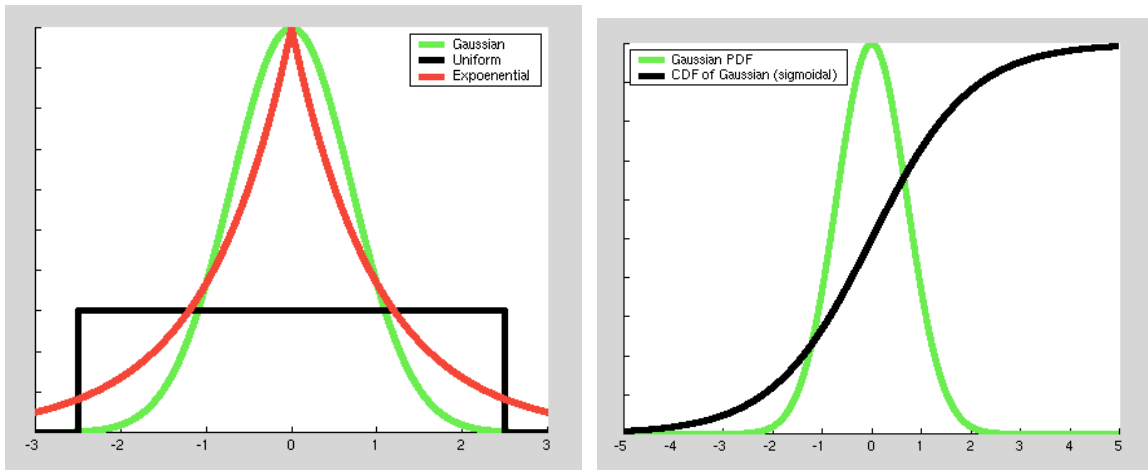 Gaussian
Uniform
Expoenential
-3 -2 -1 0 1 2 3
Gaussian PDF
CDF of Gaussian (sigmoidal)
-5 -4 -3 -2 -1 0 1 2 3 4 5